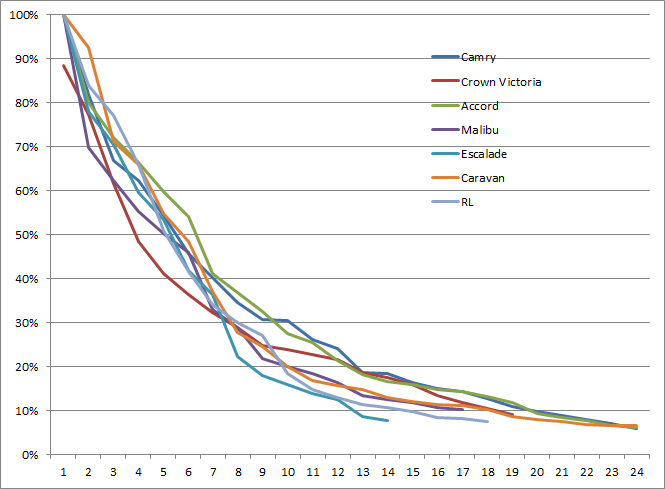 100%
90%
80%
70%
60%
50%
40%
30%
20%
10%
0%
Camry
Crown Victoria
Accord
Malibu
Escalade
Caravan
RL
1 2 3 4 5 6 7 8 9 10 11 12 13 14 15 16 17 18 19 20 21 22 23 24